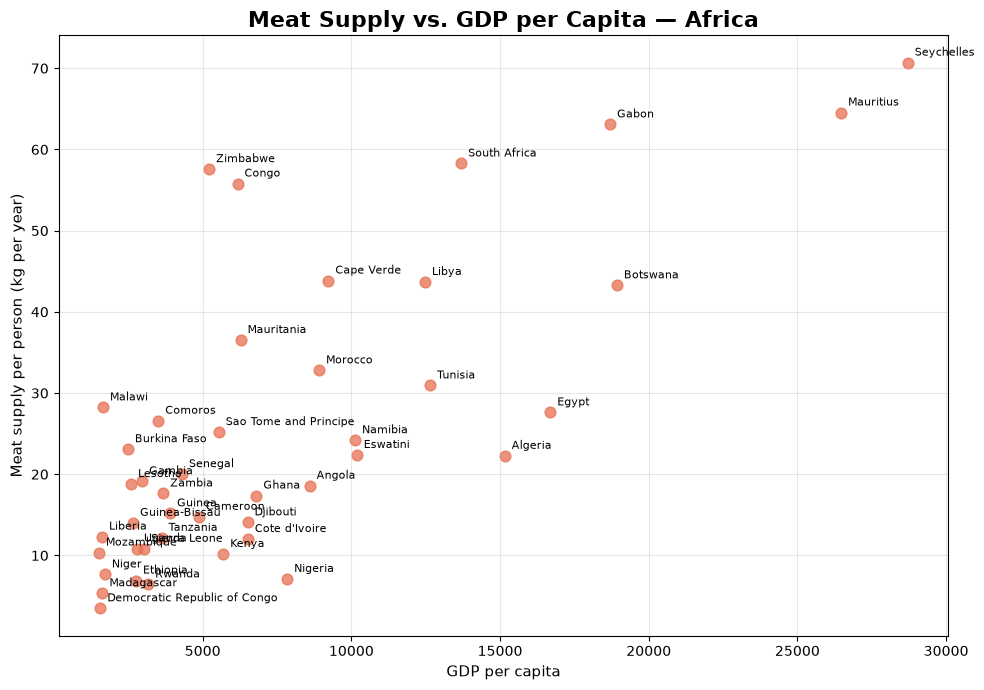 Meat Supply vs. GDP per Capita — Africa
Seychelles
70
Mauritius
Gabon
60
South Africa
Zimbabwe
Congo
50
Cape Verde
Libya
Botswana
40
Mauritania
Morocco
Tunisia
30
Malawi
Egypt
Comoros
Sao Tome and Principe
Burkina Faso
Namibia
Eswatini
Algeria
20
Senegal
Gambia
Lesotho
Angola
Zambia
Ghana
Guinea
Cameroon
Guinea-Bissau
Djibouti
Liberia
Tanzania
Cote d'Ivoire
10
Uganda
Sierra Leone
Mozambique
Kenya
Niger
Ethiopia
Rwanda
Nigeria
Madagascar
Democratic Republic of Congo
Meat supply per person (kg per year)
5000
10000
15000
20000
25000
30000
GDP per capita